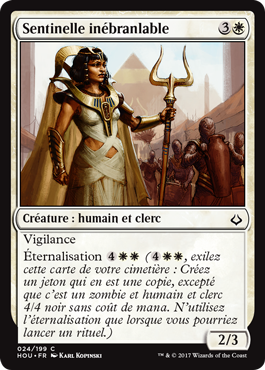 Sentinelle inébranlable 3
Créature : humain et clerc
Vigilance
Éternalisation 4 (4, exilez
cette carte de votre cimetière : Créez
un jeton qui en est une copie, excepté
que c'est un zombie et humain et clerc
4/4 noir sans coût de mana. N'utilisez
l'éternalisation que lorsque vous pourriez
lancer un rituel.)
2/3
024/199 C
HOU • FR Karl Kopinski
™ & © 2017 Wizards of the Coast